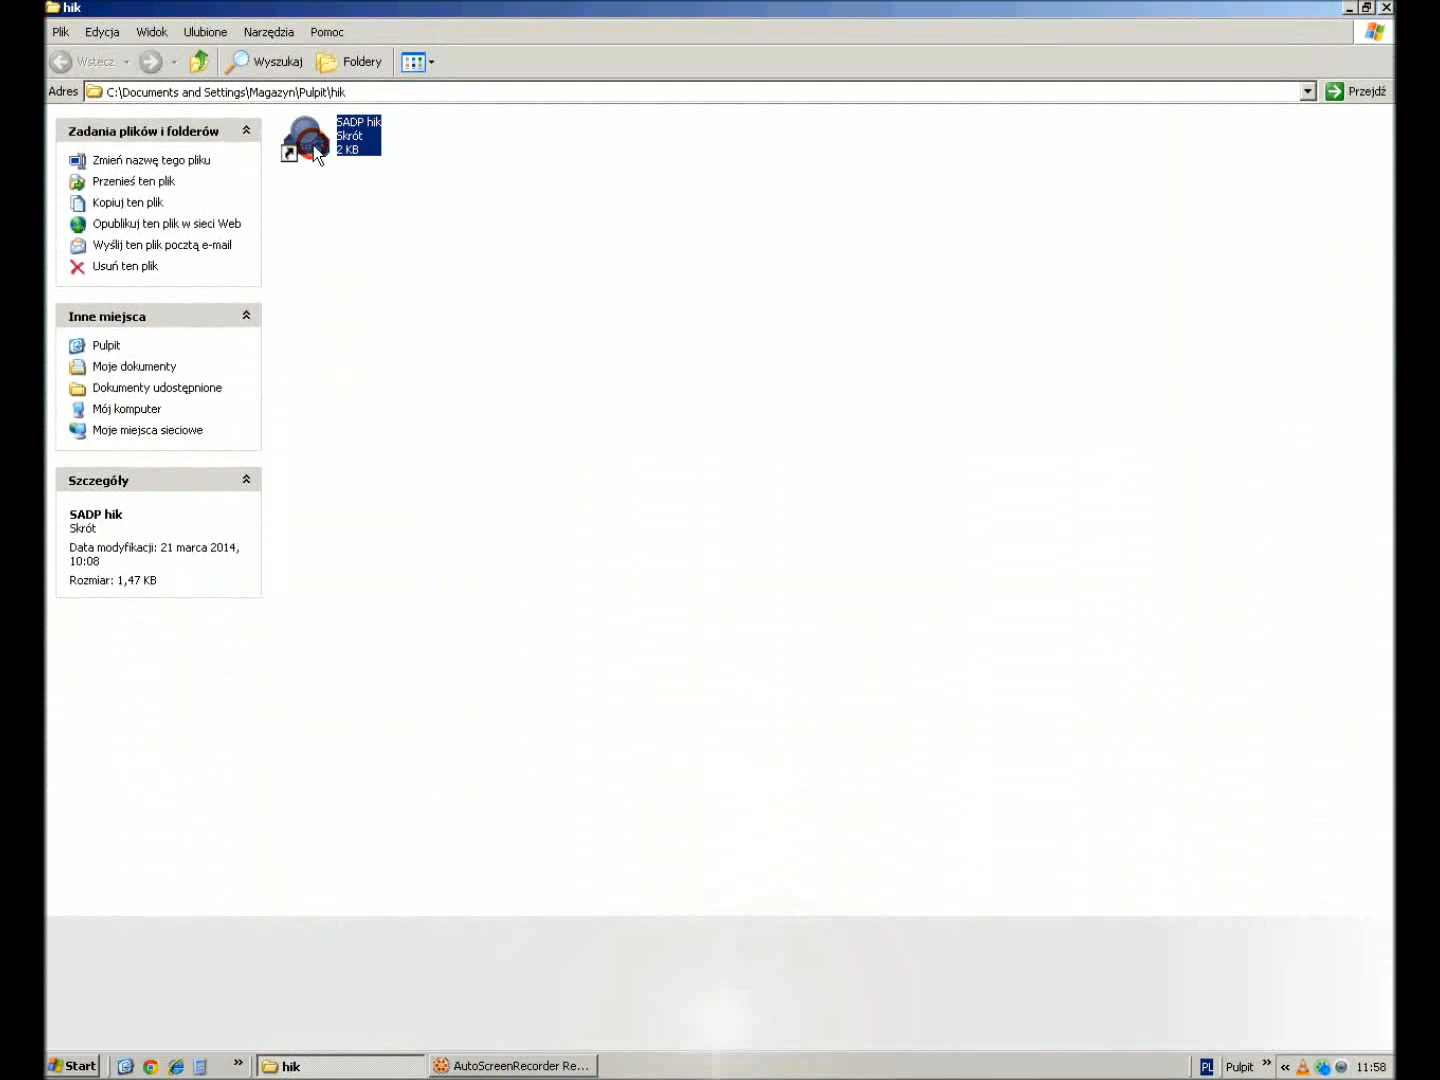 hik
Plik Edycja Widok Ulubione Narzędzia Pomoc
Wstecz Wyszukaj Foldery
Adres C:\Documents and Settings\Magazyn\Pulpit\hik Przejdź
Zadania plików i folderów
Zmień nazwę tego pliku
Przenieś ten plik
Kopiuj ten plik
Opublikuj ten plik w sieci Web
Wyślij ten plik pocztą e-mail
Usuń ten plik
Inne miejsca
Pulpit
Moje dokumenty
Dokumenty udostępnione
Mój komputer
Moje miejsca sieciowe
Szczegóły
SADP hik
Skrót
Data modyfikacji: 21 marca 2014,
10:08
Rozmiar: 1,47 KB
SADP hik
Skrót
2 KB
Start » hik AutoScreenRecorder Re... PL Pulpit » « 11:58